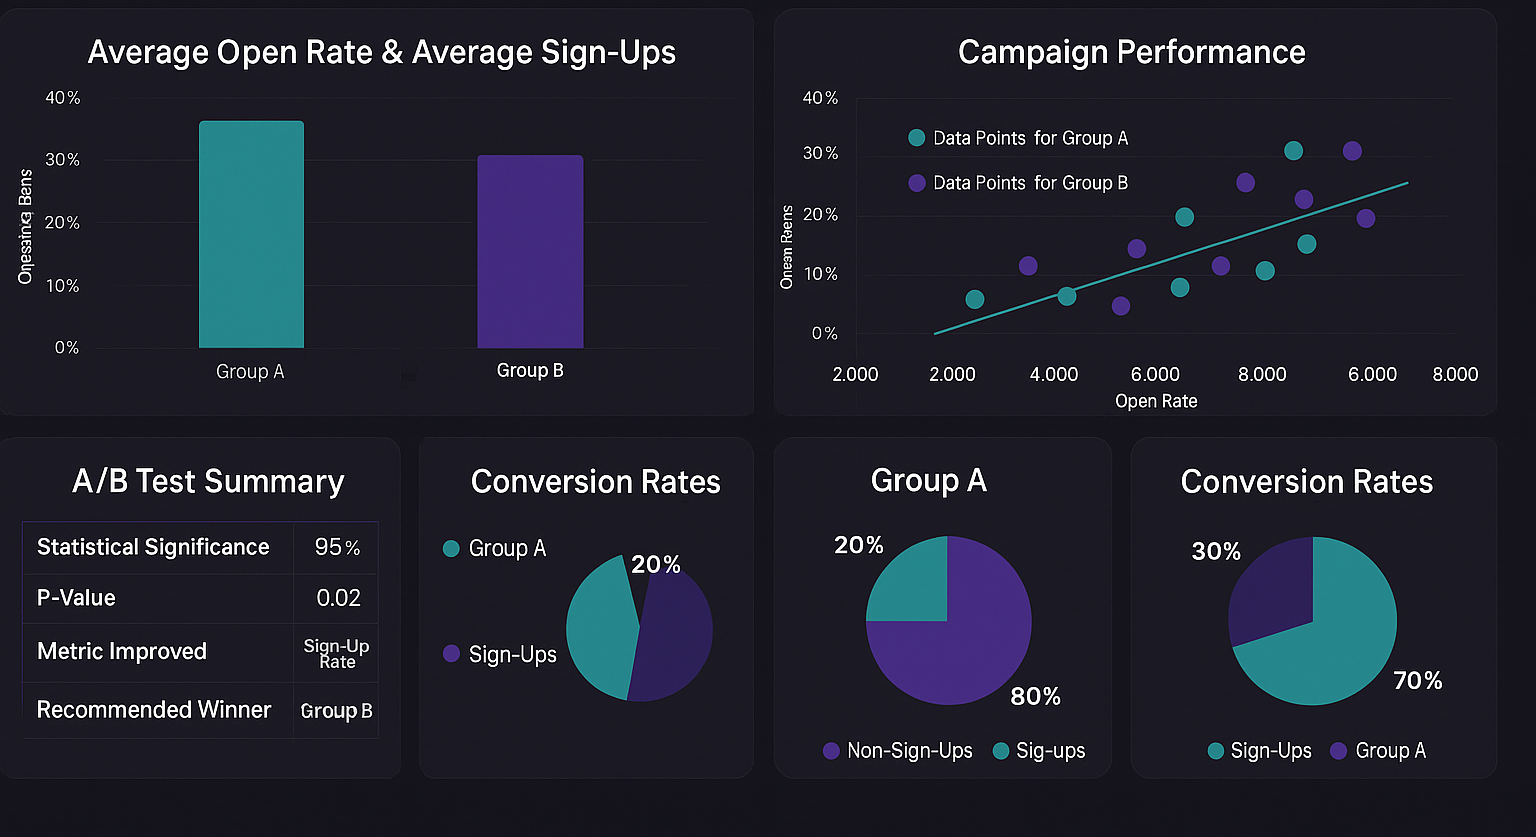 Average Open Rate & Average Sign-Ups
40%
30%
20%
10%
0%
Group A
Group B
Campaign Performance
40%
30%
20%
10%
0%
Data Points for Group A
Data Points for Group B
2.000 2.000 4.000 6.000 8.000 6.000 8.000
Open Rate
A/B Test Summary
Statistical Significance 95%
P-Value 0.02
Metric Improved Sign-Up
Rate
Recommended Winner Group B
Conversion Rates
Group A
20%
Sign-Ups
Group A
20%
80%
Non-Sign-Ups Sig-ups
Conversion Rates
30%
70%
Sign-Ups Group A